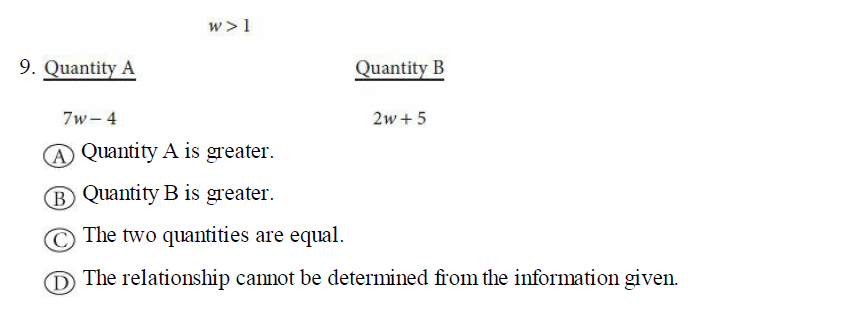 w > 1
9. Quantity A Quantity B
7w – 4 2w + 5
A Quantity A is greater.
B Quantity B is greater.
C The two quantities are equal.
D The relationship cannot be determined from the information given.